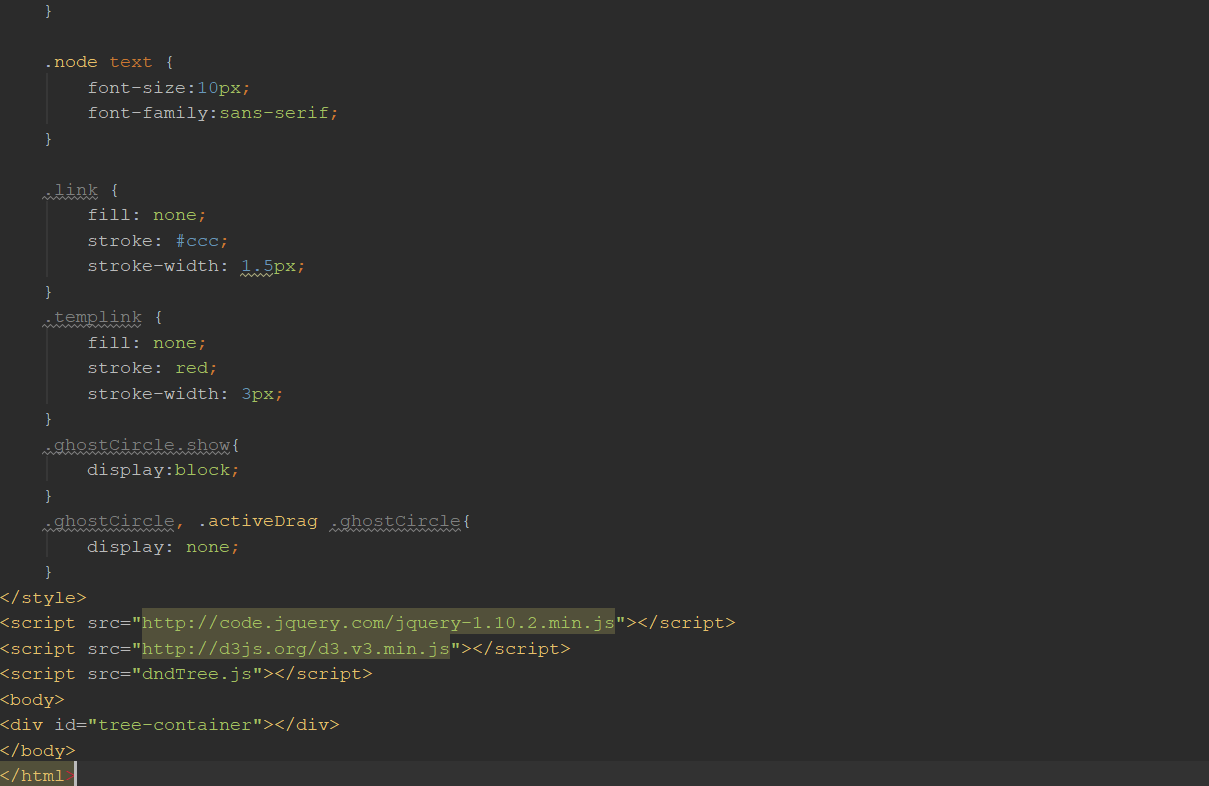 }

    .node text {
        font-size:10px;
        font-family:sans-serif;
    }

    .link {
        fill: none;
        stroke: #ccc;
        stroke-width: 1.5px;
    }
    .templink {
        fill: none;
        stroke: red;
        stroke-width: 3px;
    }
    .ghostCircle.show{
        display:block;
    }
    .ghostCircle, .activeDrag .ghostCircle{
        display: none;
    }
</style>
<script src="http://code.jquery.com/jquery-1.10.2.min.js"></script>
<script src="http://d3js.org/d3.v3.min.js"></script>
<script src="dndTree.js"></script>
<body>
<div id="tree-container"></div>
</body>
</html>